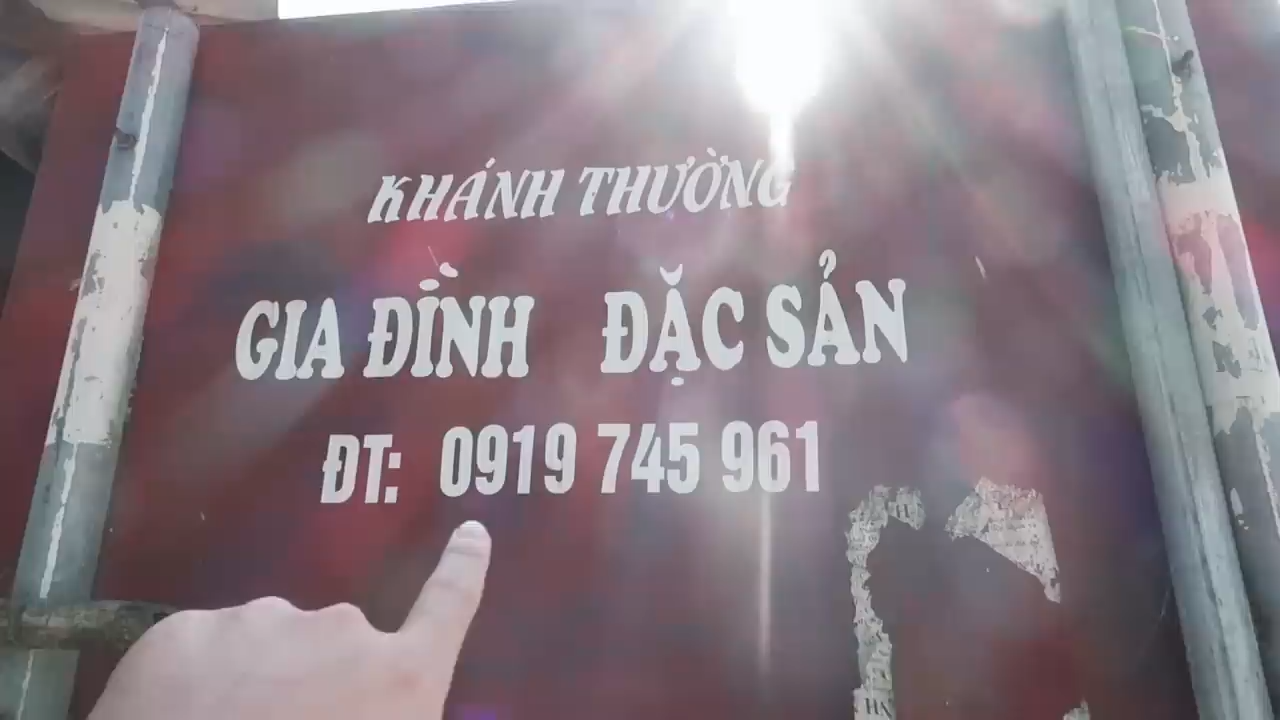 KHÁNH THƯỜNG
GIA ĐÌNH ĐẶC SẢN
ĐT: 0919 745 961